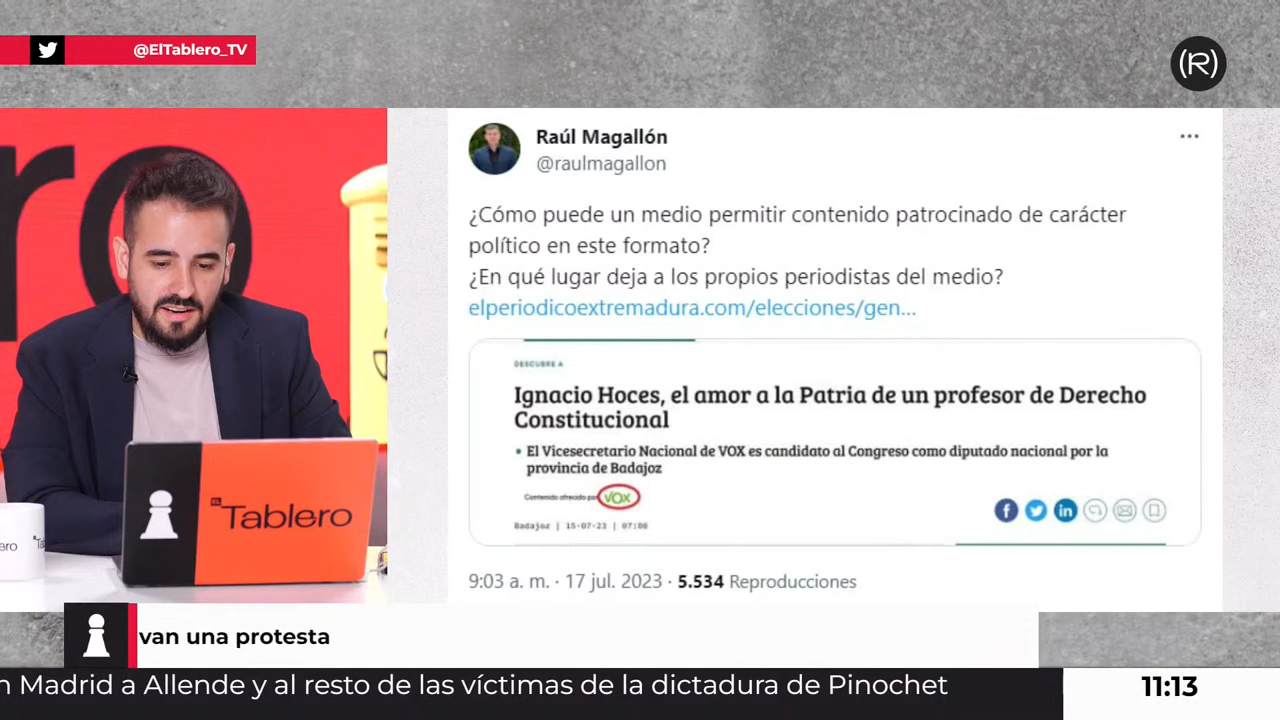 @ElTablero_TV
(R)
ro
Raúl Magallón
@raulmagallon
¿Cómo puede un medio permitir contenido patrocinado de carácter
político en este formato?
¿En qué lugar deja a los propios periodistas del medio?
elperiodicoextremadura.com/elecciones/gen...
DESCUBRE A
Ignacio Hoces, el amor a la Patria de un profesor de Derecho
Constitucional
• El Vicesecretario Nacional de VOX es candidato al Congreso como diputado nacional por la
provincia de Badajoz
Contenido ofrecido por VOX
Badajoz | 15·07·23 | 07:00
9:03 a. m. · 17 jul. 2023 · 5.534 Reproducciones
EL
Tablero
ero
van una protesta
n Madrid a Allende y al resto de las víctimas de la dictadura de Pinochet
11:13